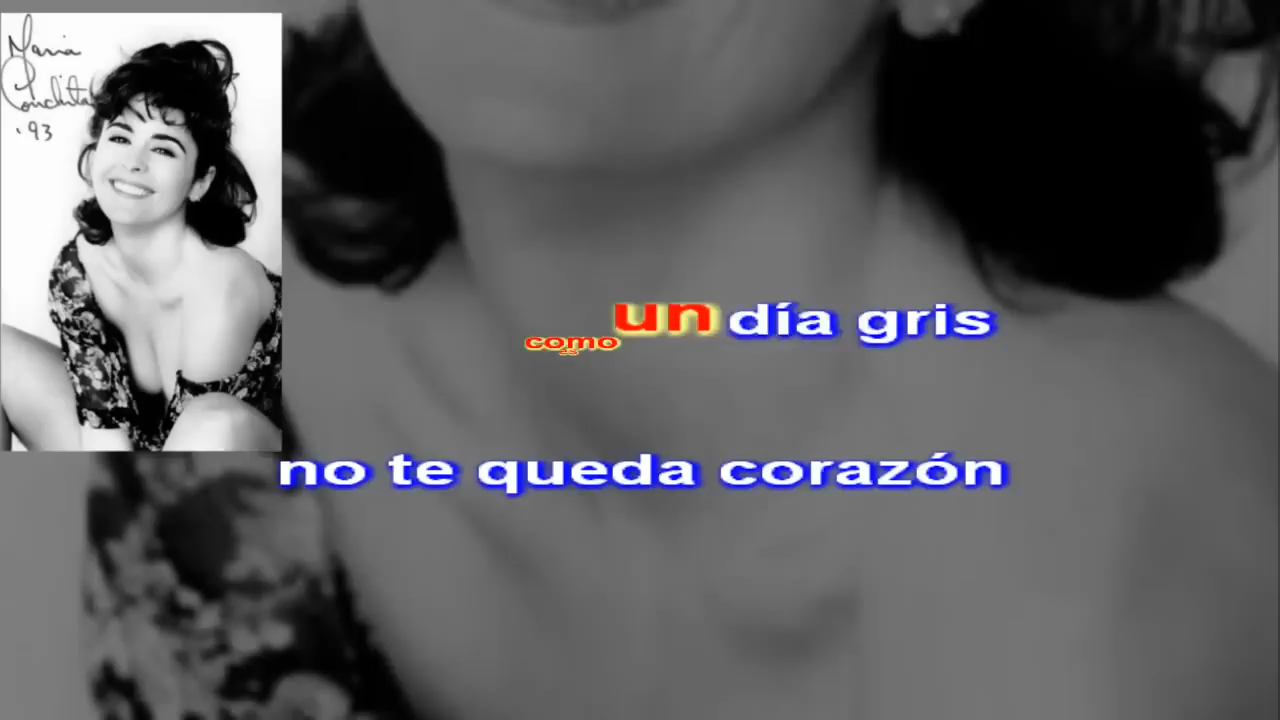 Maria
Conchita
'93
como un día gris
no te queda corazón